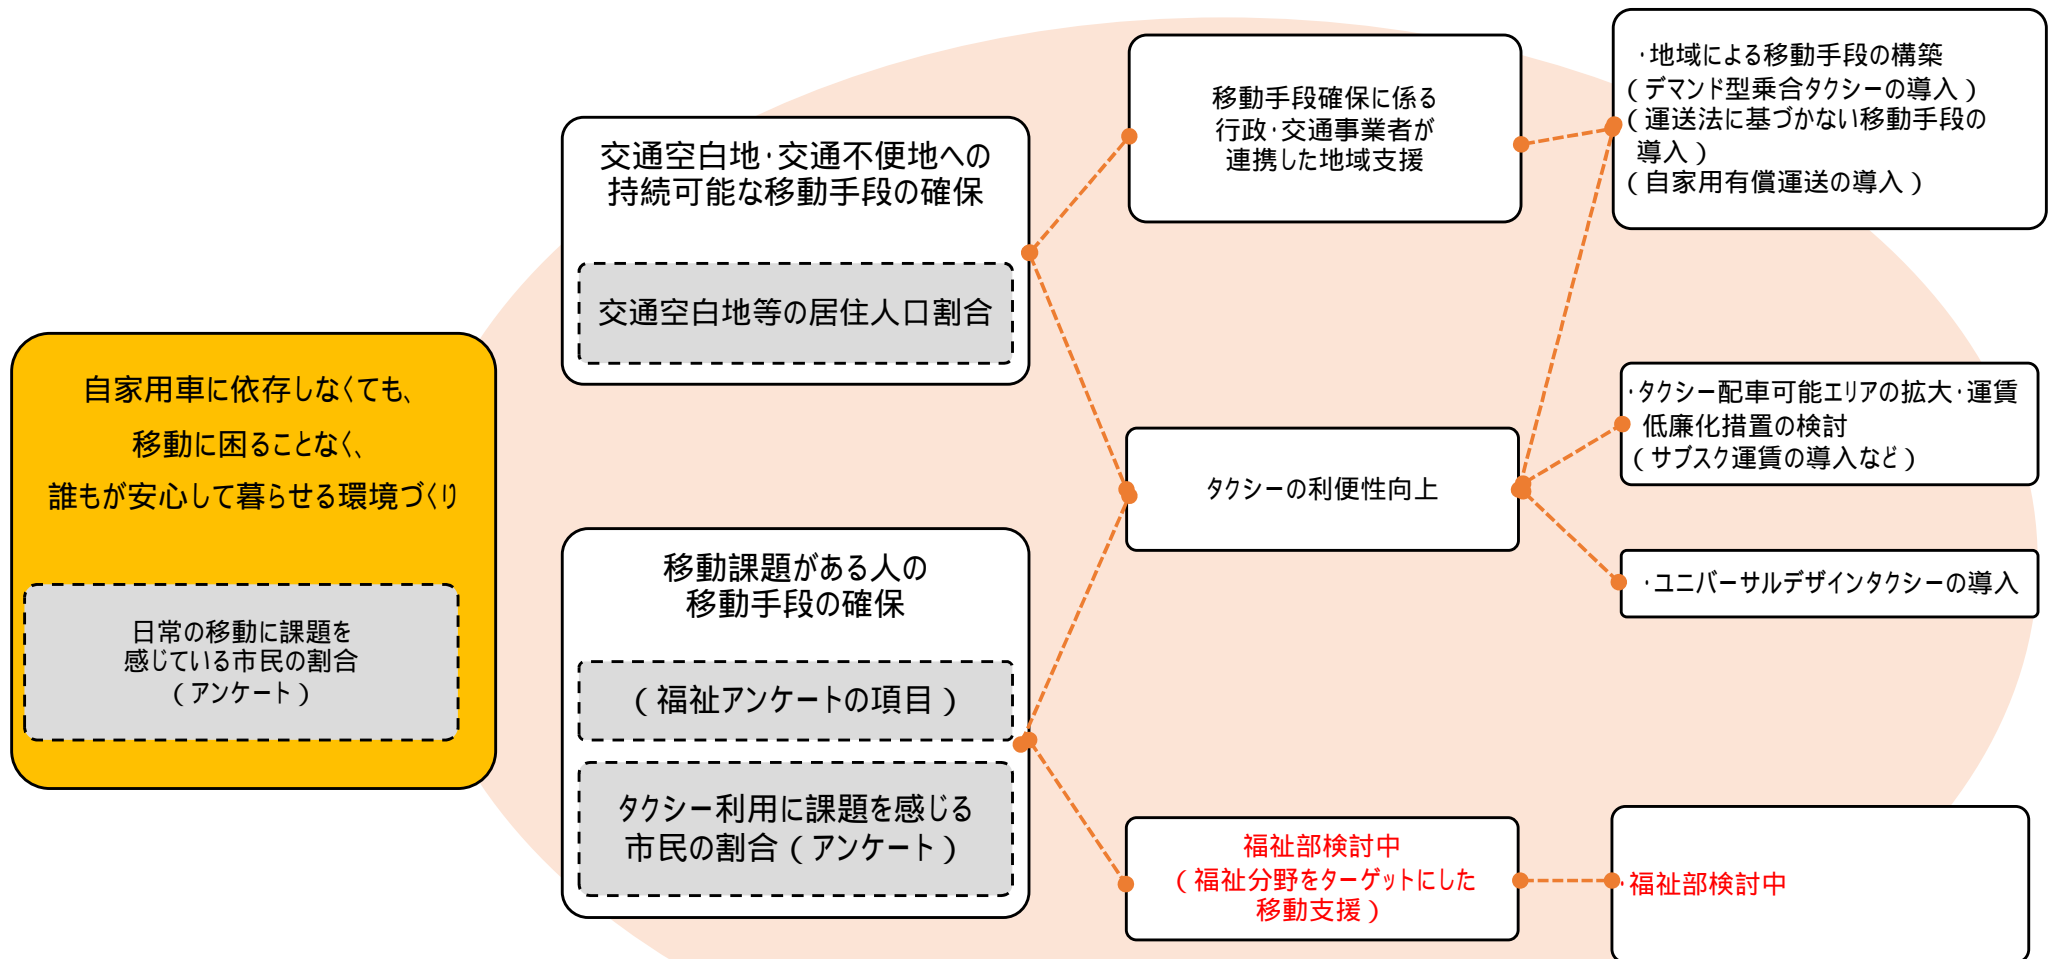 自家用車に依存しなくても、
移動に困ることなく、
誰もが安心して暮らせる環境づくり
日常の移動に課題を
感じている市民の割合
（アンケート）
交通空白地・交通不便地への
持続可能な移動手段の確保
交通空白地等の居住人口割合
移動課題がある人の
移動手段の確保
（福祉アンケートの項目）
タクシー利用に課題を感じる
市民の割合（アンケート）
移動手段確保に係る
行政・交通事業者が
連携した地域支援
タクシーの利便性向上
福祉部検討中
（福祉分野をターゲットにした
移動支援）
・地域による移動手段の構築
（デマンド型乗合タクシーの導入）
（運送法に基づかない移動手段の
導入）
（自家用有償運送の導入）
・タクシー配車可能エリアの拡大・運賃
低廉化措置の検討
（サブスク運賃の導入など）
・ユニバーサルデザインタクシーの導入
・福祉部検討中